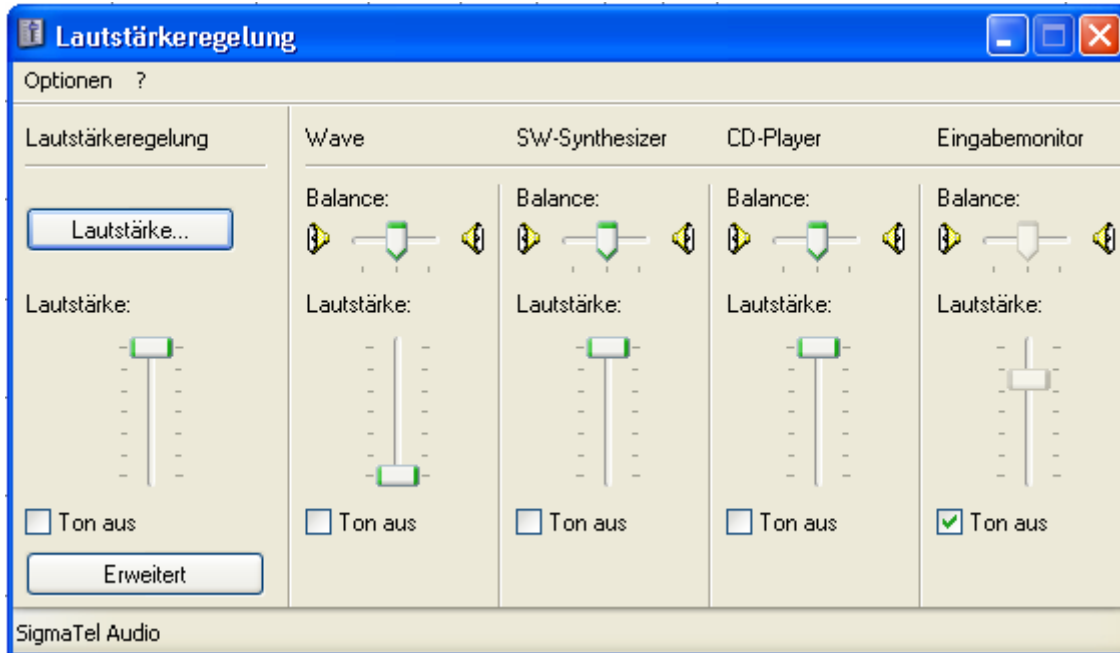 Lautstärkeregelung
Optionen ?
Lautstärkeregelung
Lautstärke...
Lautstärke:
Ton aus
Erweitert
Wave
Balance:
Lautstärke:
Ton aus
SW-Synthesizer
Balance:
Lautstärke:
Ton aus
CD-Player
Balance:
Lautstärke:
Ton aus
Eingabemonitor
Balance:
Lautstärke:
Ton aus
SigmaTel Audio